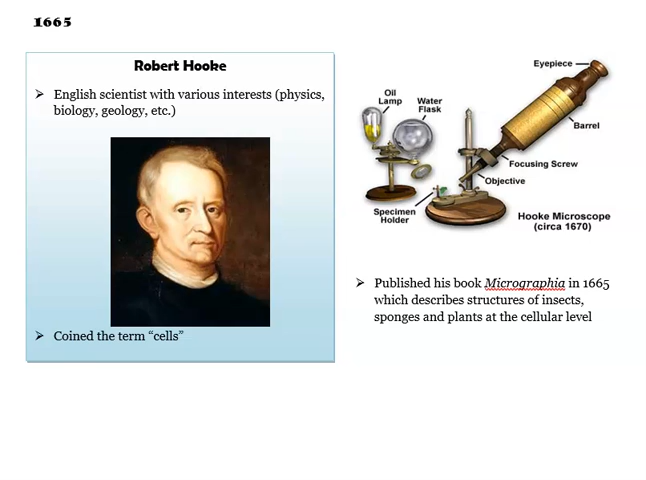 1665
Robert Hooke
➢ English scientist with various interests (physics,
biology, geology, etc.)
➢ Coined the term “cells”
Eyepiece
Oil
Lamp
Water
Flask
Barrel
Focusing Screw
Objective
Specimen
Holder
Hooke Microscope
(circa 1670)
➢ Published his book Micrographia in 1665
which describes structures of insects,
sponges and plants at the cellular level